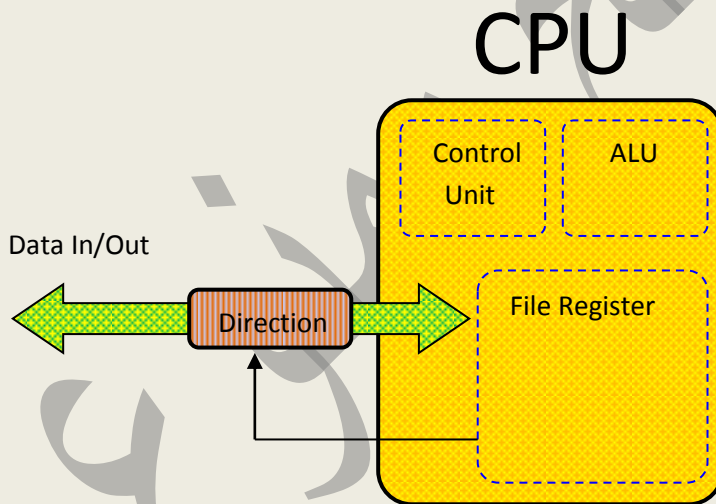 CPU
Control
Unit
ALU
Data In/Out
File Register
Direction